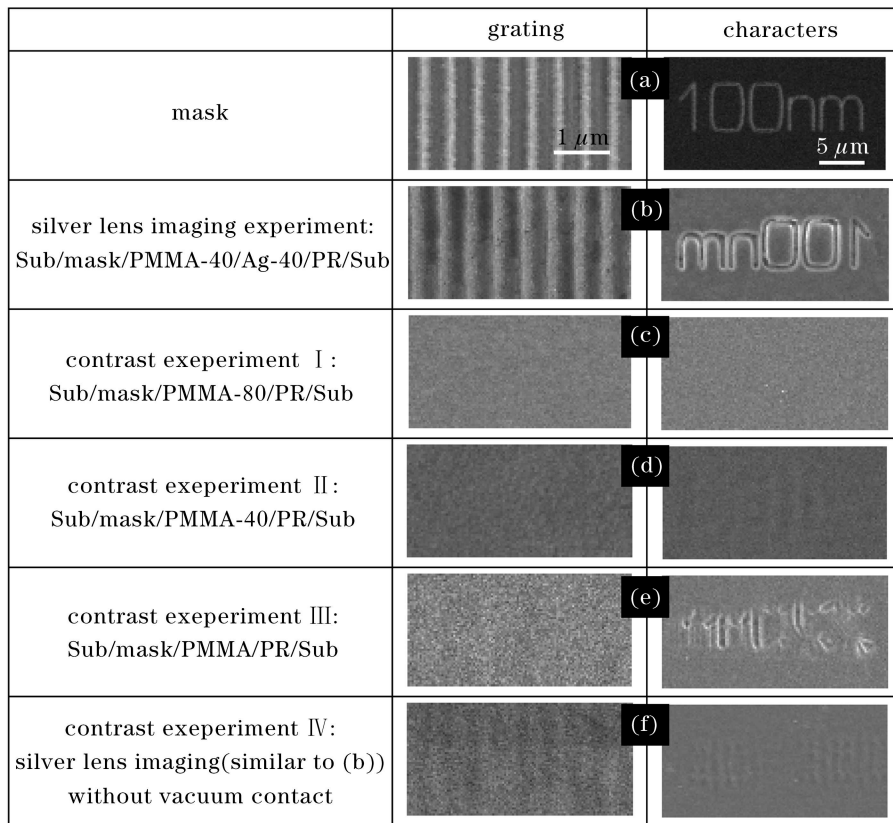 grating characters
mask (a) 1 μm 100nm 5 μm
silver lens imaging experiment:
Sub/mask/PMMA-40/Ag-40/PR/Sub
(b) 100nm
contrast exeperiment Ⅰ:
Sub/mask/PMMA-80/PR/Sub
(c)
contrast exeperiment Ⅱ:
Sub/mask/PMMA-40/PR/Sub
(d)
contrast exeperiment Ⅲ:
Sub/mask/PMMA/PR/Sub
(e)
contrast exeperiment Ⅳ:
silver lens imaging(similar to (b))
without vacuum contact
(f)